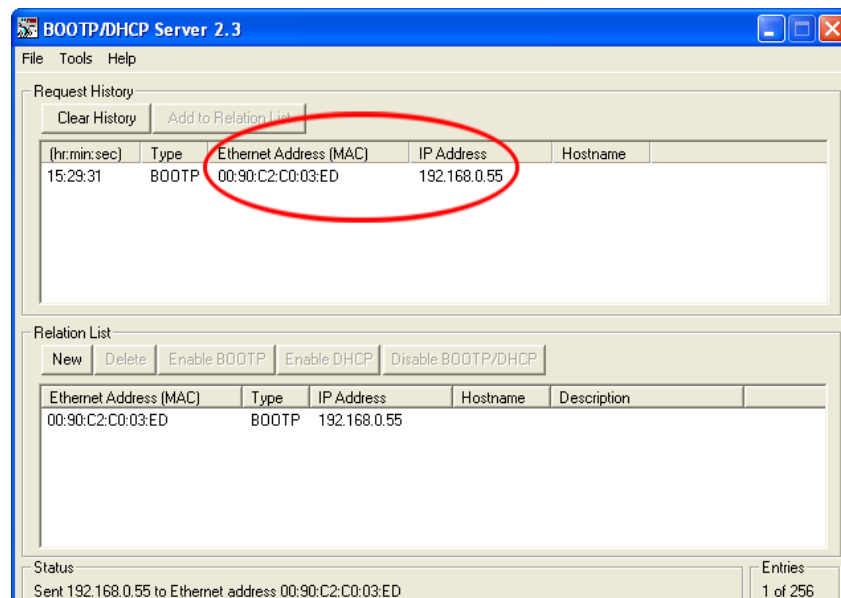 BOOTP/DHCP Server 2.3
File Tools Help
Request History
Clear History Add to Relation List
(hr:min:sec) Type Ethernet Address (MAC) IP Address Hostname
15:29:31 BOOTP 00:90:C2:C0:03:ED 192.168.0.55
Relation List
New Delete Enable BOOTP Enable DHCP Disable BOOTP/DHCP
Ethernet Address (MAC) Type IP Address Hostname Description
00:90:C2:C0:03:ED BOOTP 192.168.0.55
Status Entries
Sent 192.168.0.55 to Ethernet address 00:90:C2:C0:03:ED 1 of 256